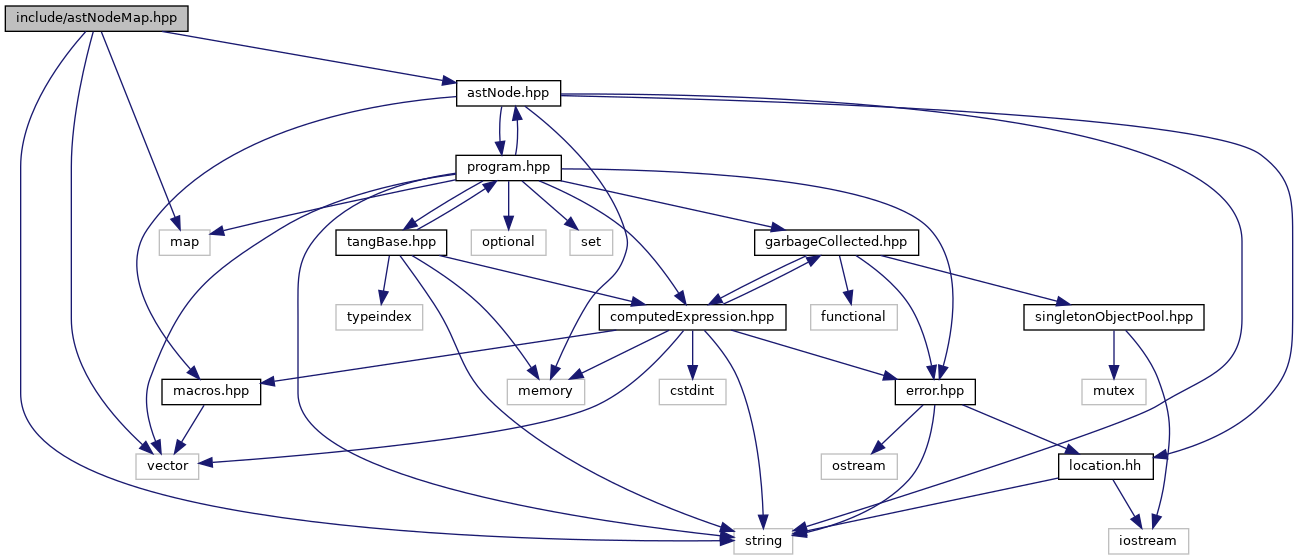 include/astNodeMap.hpp
astNode.hpp
program.hpp
map
tangBase.hpp
optional
set
garbageCollected.hpp
typeindex
computedExpression.hpp
functional
singletonObjectPool.hpp
macros.hpp
memory
cstdint
error.hpp
mutex
vector
ostream
location.hh
string
iostream